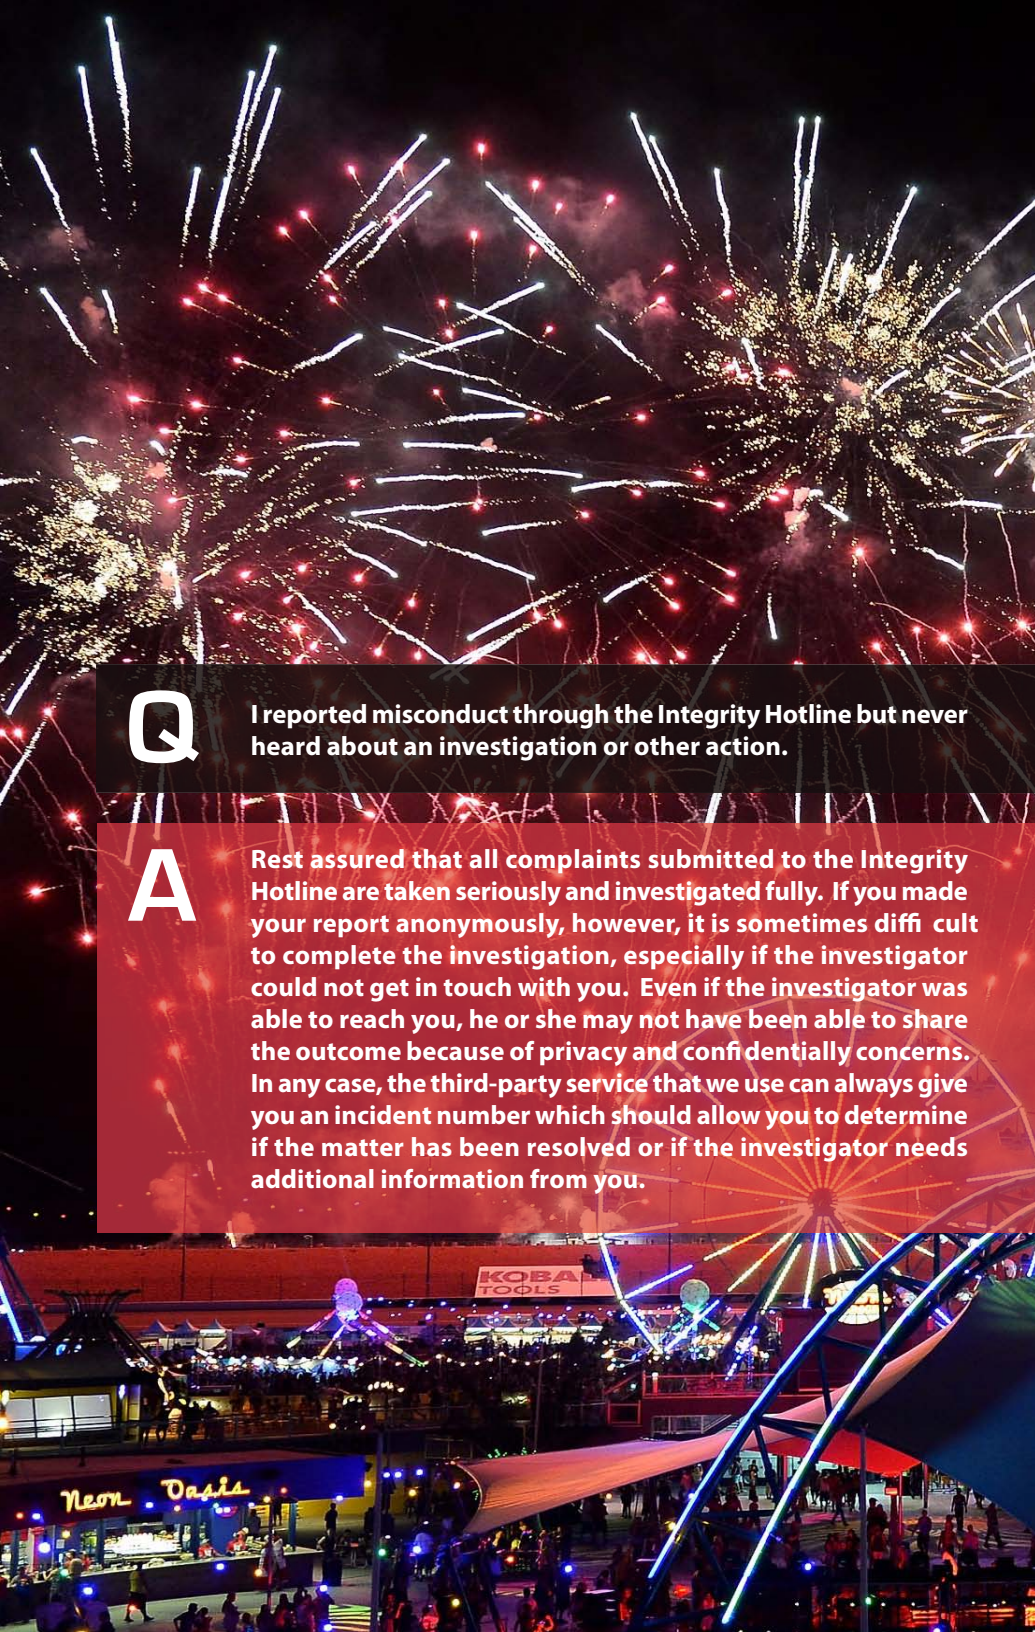 Q
I reported misconduct through the Integrity Hotline but never
heard about an investigation or other action.
A
Rest assured that all complaints submitted to the Integrity
Hotline are taken seriously and investigated fully.  If you made
your report anonymously, however, it is sometimes diffi cult
to complete the investigation, especially if the investigator
could not get in touch with you.  Even if the investigator was
able to reach you, he or she may not have been able to share
the outcome because of privacy and confidentially concerns.
In any case, the third-party service that we use can always give
you an incident number which should allow you to determine
if the matter has been resolved or if the investigator needs
additional information from you.
TOOLS
Neon Oasis